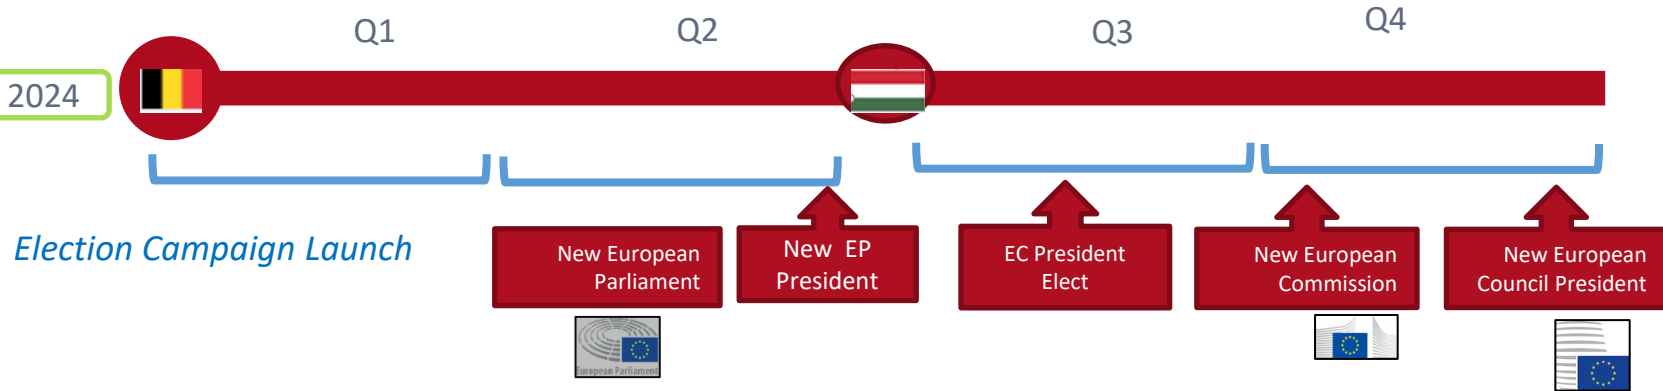 Q1
Q2
Q3
Q4
2024
Election Campaign Launch
New European
Parliament
New EP
President
EC President
Elect
New European
Commission
New European
Council President
European Parliament